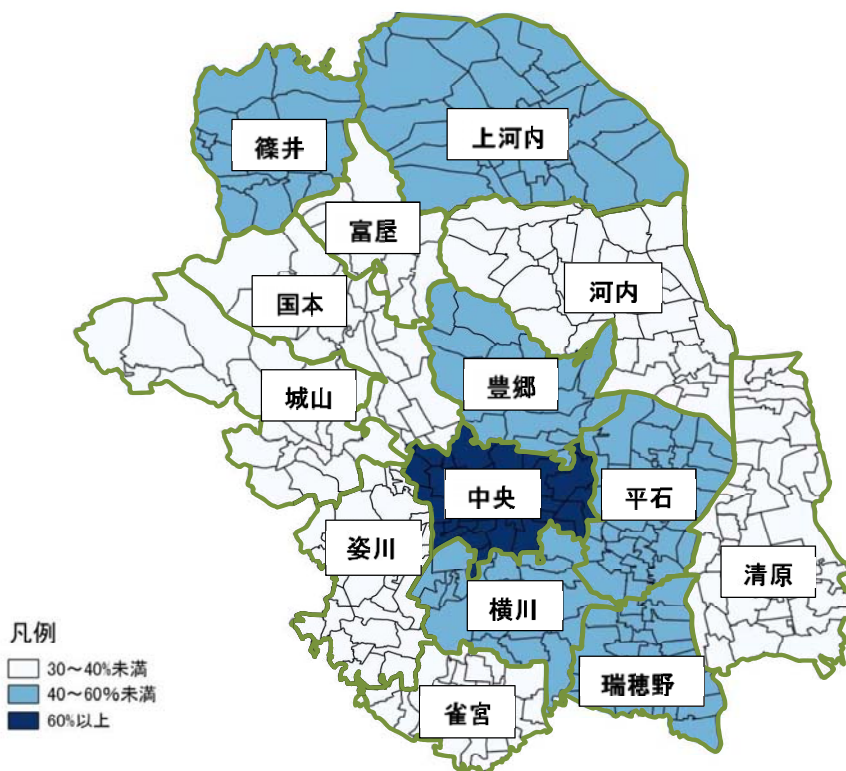 篠井
上河内
富屋
国本
河内
城山
豊郷
中央
平石
姿川
清原
横川
瑞穂野
雀宮
凡例
30～40%未満
40～60%未満
60%以上